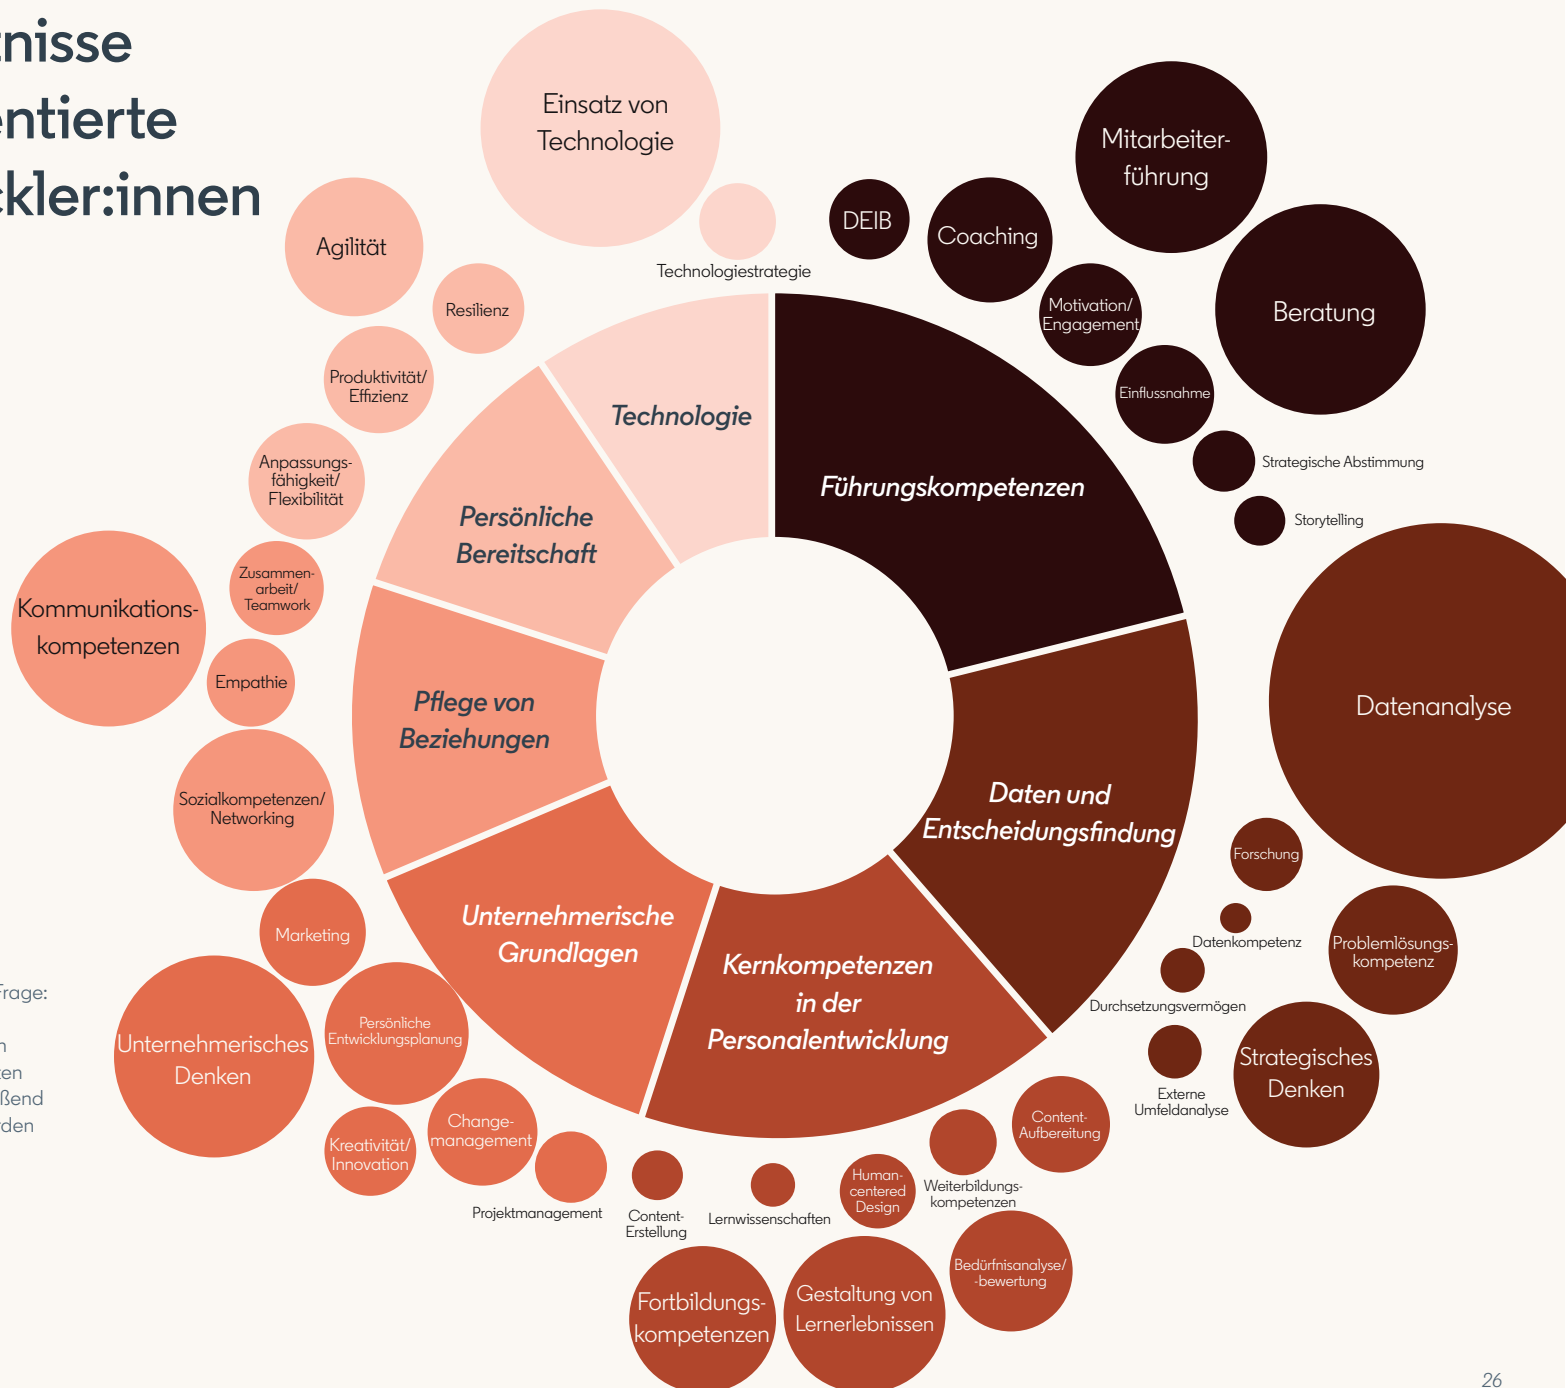 tnisse
entierte
ckler:innen
Einsatz von
Technologie
Technologiestrategie
DEIB
Coaching
Mitarbeiter-
führung
Motivation/
Engagement
Beratung
Einflussnahme
Strategische Abstimmung
Storytelling
Agilität
Resilienz
Produktivität/
Effizienz
Anpassungs-
fähigkeit/
Flexibilität
Technologie
Führungskompetenzen
Persönliche
Bereitschaft
Zusammen-
arbeit/
Teamwork
Kommunikations-
kompetenzen
Empathie
Sozialkompetenzen/
Networking
Pflege von
Beziehungen
Datenanalyse
Daten und
Entscheidungsfindung
Forschung
Datenkompetenz
Problemlösungs-
kompetenz
Durchsetzungsvermögen
Externe
Umfeldanalyse
Strategisches
Denken
Unternehmerische
Grundlagen
Kernkompetenzen
in der
Personalentwicklung
Marketing
Unternehmerisches
Denken
Persönliche
Entwicklungsplanung
Kreativität/
Innovation
Change-
management
Projektmanagement
Content-
Erstellung
Lernwissenschaften
Human-
centered
Design
Weiterbildungs-
kompetenzen
Content-
Aufbereitung
Fortbildungs-
kompetenzen
Gestaltung von
Lernerlebnissen
Bedürfnisanalyse/
-bewertung
Frage:
n
ten
ßend
rden
26